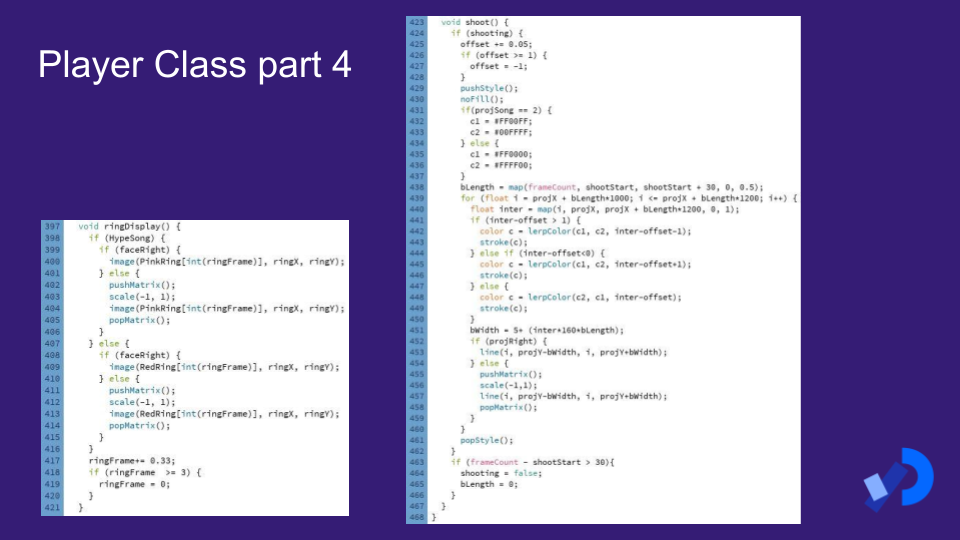 Player Class part 4
397 void ringDisplay() {
398 if (HypeSong) {
399 if (faceRight) {
400 image(PinkRing[int(ringFrame)], ringX, ringY);
401 } else {
402 pushMatrix();
403 scale(-1, 1);
404 image(PinkRing[int(ringFrame)], ringX, ringY);
405 popMatrix();
406 }
407 } else {
408 if (faceRight) {
409 image(RedRing[int(ringFrame)], ringX, ringY);
410 } else {
411 pushMatrix();
412 scale(-1, 1);
413 image(RedRing[int(ringFrame)], ringX, ringY);
414 popMatrix();
415 }
416 }
417 ringFrame+= 0.33;
418 if (ringFrame >= 3) {
419 ringFrame = 0;
420 }
421 }
423 void shoot() {
424 if (shooting) {
425 offset += 0.05;
426 if (offset >= 1) {
427 offset = -1;
428 }
429 pushStyle();
430 noFill();
431 if(projSong == 2) {
432 c1 = #FF00FF;
433 c2 = #00FFFF;
434 } else {
435 c1 = #FF0000;
436 c2 = #FFFF00;
437 }
438 bLength = map(frameCount, shootStart, shootStart + 30, 0, 0.5);
439 for (float i = projX + bLength*1000; i <= projX + bLength*1200; i++) {
440 float inter = map(i, projX, projX + bLength*1200, 0, 1);
441 if (inter-offset > 1) {
442 color c = lerpColor(c1, c2, inter-offset-1);
443 stroke(c);
444 } else if (inter-offset<0) {
445 color c = lerpColor(c1, c2, inter-offset+1);
446 stroke(c);
447 } else {
448 color c = lerpColor(c2, c1, inter-offset);
449 stroke(c);
450 }
451 bWidth = 5+ (inter*160*bLength);
452 if (projRight) {
453 line(i, projY-bWidth, i, projY+bWidth);
454 } else {
455 pushMatrix();
456 scale(-1,1);
457 line(i, projY-bWidth, i, projY+bWidth);
458 popMatrix();
459 }
460 }
461 popStyle();
462 }
463 if (frameCount - shootStart > 30){
464 shooting = false;
465 bLength = 0;
466 }
467 }
468 }